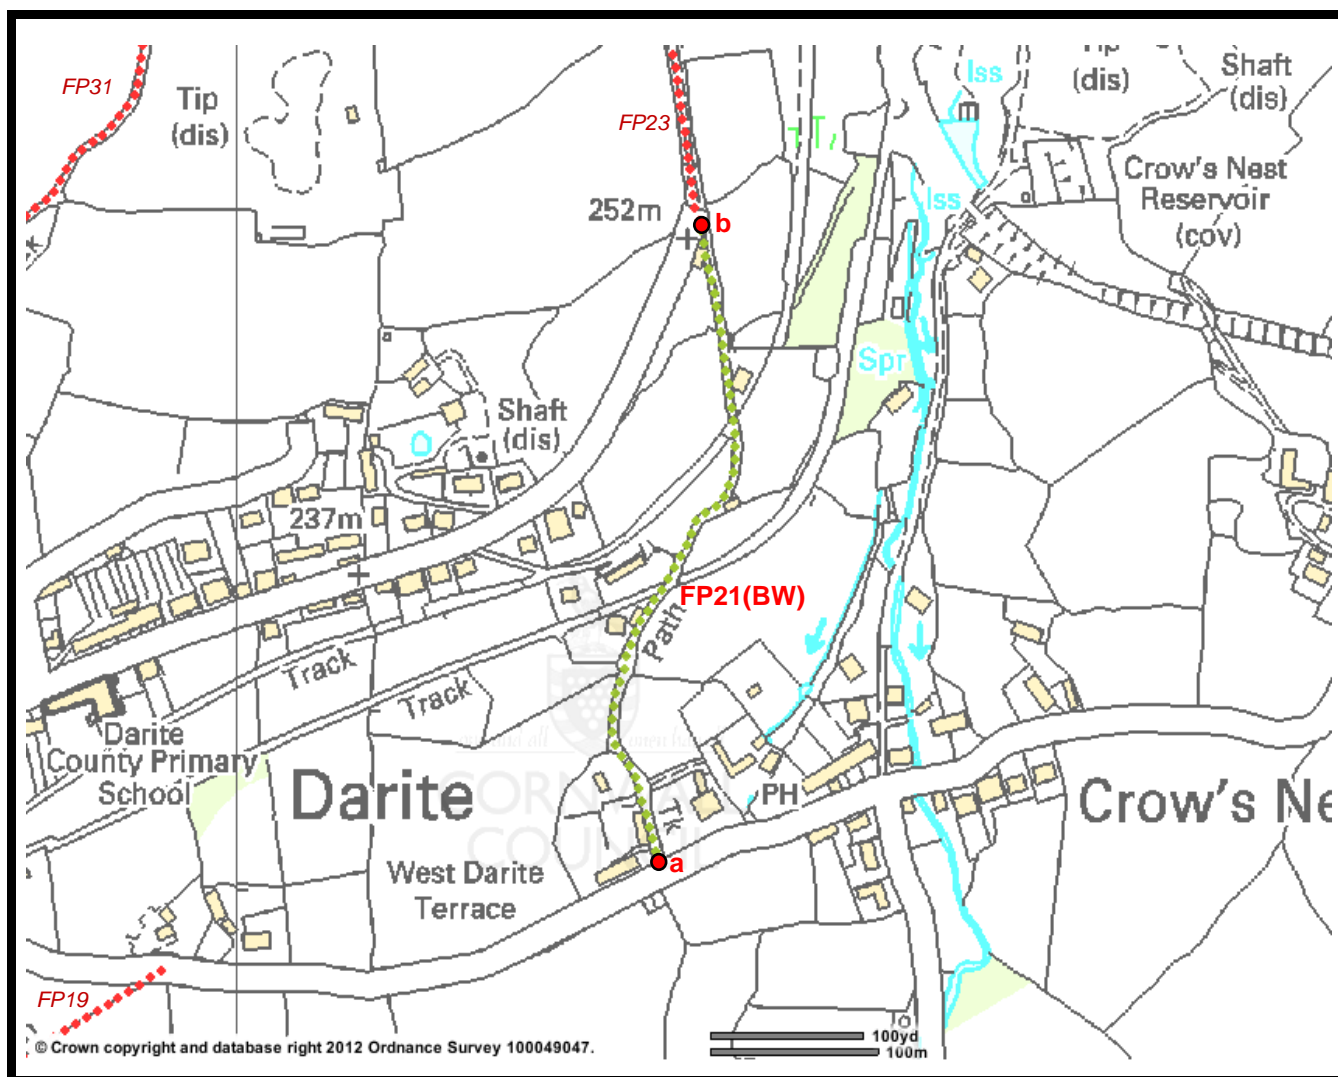 FP31
Tip
(dis)
FP23
252m
b
Iss
(dis)
Shaft
(dis)
Crow's Nest
Reservoir
(cov)
Iss
Spr
Shaft
(dis)
237m
FP21(BW)
Path
Track
Track
Darite
County Primary
School
Darite
CORNWALL
COUNCIL
PH
Crow's Ne
a
West Darite
Terrace
FP19
© Crown copyright and database right 2012 Ordnance Survey 100049047.
100yd
100m